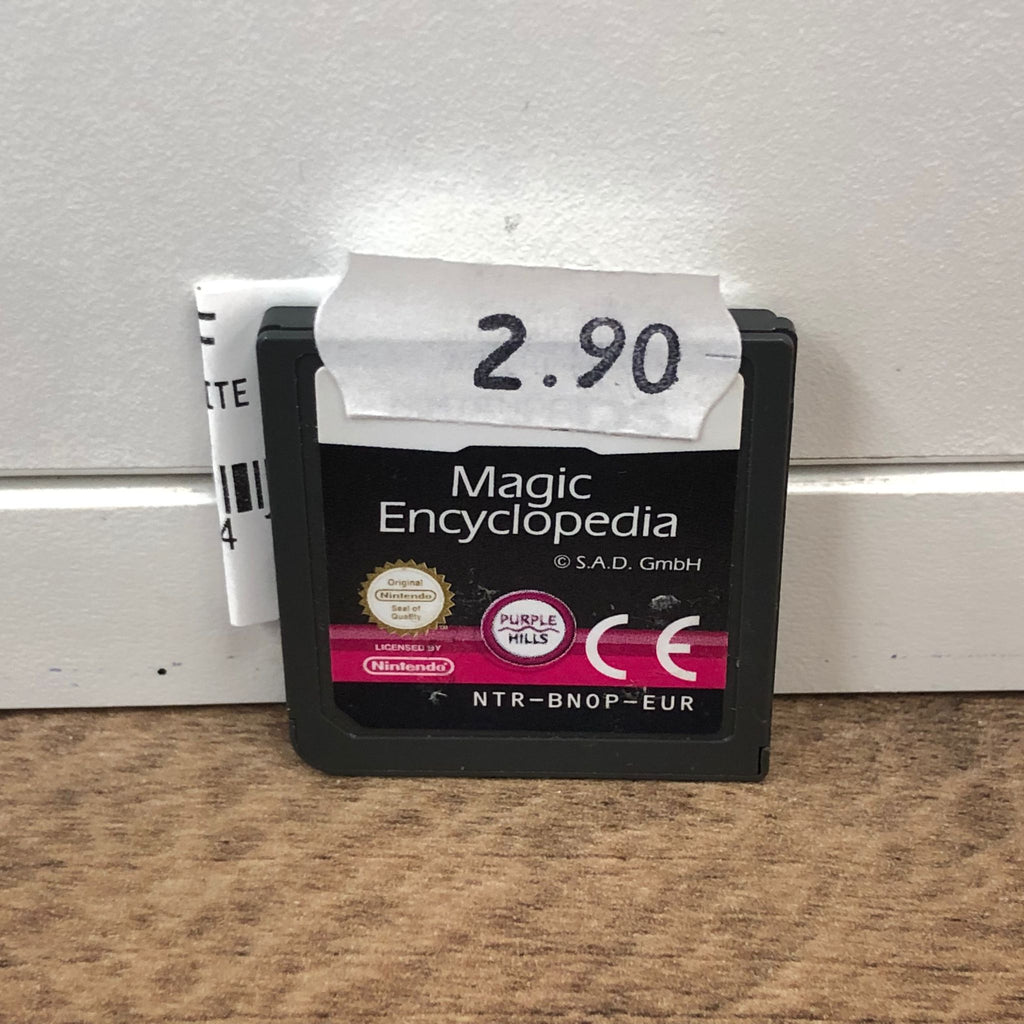 2.90
Magic
Encyclopedia
© S.A.D. GmbH
Original
Nintendo
Seal of
Quality
PURPLE
HILLS
CE
LICENSED BY
Nintendo
NTR-BNOP-EUR
4